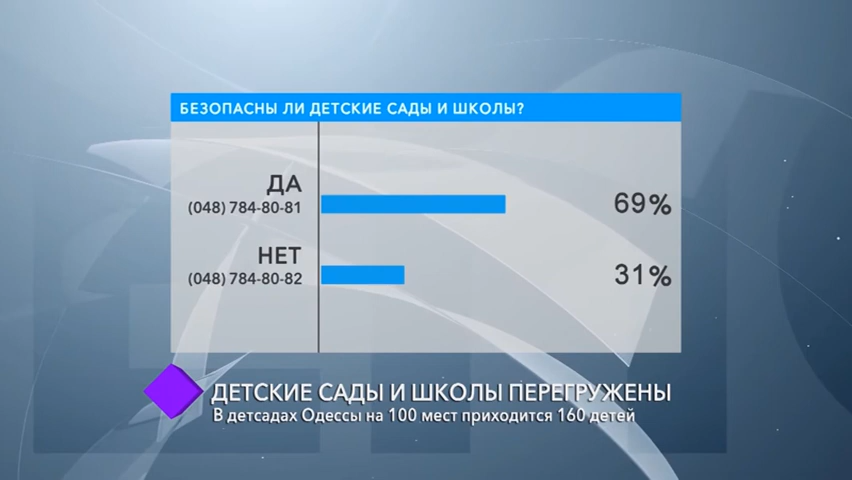 БЕЗОПАСНЫ ЛИ ДЕТСКИЕ САДЫ И ШКОЛЫ?
ДА
(048) 784-80-81
69%
НЕТ
(048) 784-80-82
31%
ДЕТСКИЕ САДЫ И ШКОЛЫ ПЕРЕГРУЖЕНЫ
В детсадах Одессы на 100 мест приходится 160 детей